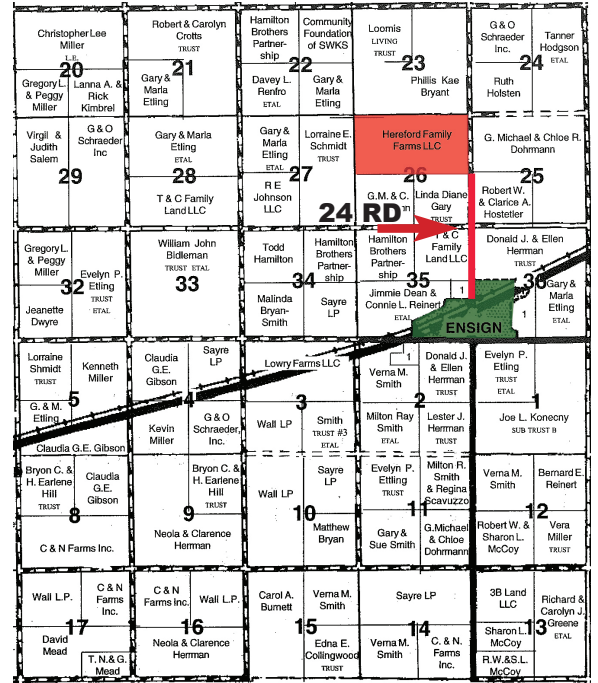 Christopher Lee
Miller
L.E.
20
Gregory L.
& Peggy
Miller
Lanna A. &
Rick
Kimbrel
Robert & Carolyn
Crotts
TRUST
21
Gary &
Marla
Etling
Hamilton
Brothers
Partner-
ship
Community
Foundation
of SWKS
22
Davey L.
Renfro
ETAL
Gary &
Marla
Etling
Loomis
LIVING
TRUST
23
Phillis Kae
Bryant
G & O
Schraeder
Inc.
Tanner
Hodgson
ETAL
24
Ruth
Holsten
Virgil &
Judith
Salem
G & O
Schraeder
Inc
29
Gary & Marla
Etling
ETAL
28
T & C Family
Land LLC
Gary &
Marla
Etling
ETAL
Lorraine E.
Schmidt
TRUST
27
R E
Johnson
LLC
Hereford Family
Farms LLC
26
G.M. & C.
Linda Diane
Gary
TRUST
G. Michael & Chloe R.
Dohmann
25
Robert W.
& Clarice A.
Hostetler
24 RD
Gregory L.
& Peggy
Miller
32
Evelyn P.
Etling
TRUST
ETAL
Jeanette
Dwyre
William John
Bidleman
TRUST ETAL
33
Todd
Hamilton
Hamilton
Brothers
Partner-
ship
34
Malinda
Bryan-
Smith
Sayre
LP
Hamilton
Brothers
Partner-
ship
T & C
Family
Land LLC
35
Jimmie Dean &
Connie L. Reinert
ETAL
1
Donald J. & Ellen
Herman
TRUST
36
Gary &
Marla
Etling
ETAL
1
ENSIGN
Lorraine
Shmidt
TRUST
Kenneth
Miller
5
G. & M.
Etling
Claudia G.E. Gibson
Claudia
G.E.
Gibson
Sayre
LP
4
Kevin
Miller
G & O
Schraeder,
Inc.
Lowry Farms LLC
3
Wall LP
Smith
TRUST #3
ETAL
1
Verna M.
Smith
Donald J.
& Ellen
Herman
TRUST
2
Milton Ray
Smith
ETAL
Lester J.
Herman
TRUST
Evelyn P.
Etling
TRUST
ETAL
1
Joe L. Konecny
SUB TRUST B
Bryon C. &
H. Earlene
Hill
TRUST
Claudia
G.E.
Gibson
8
C & N Farms Inc.
Bryon C. &
H. Earlene
Hill
TRUST
9
Neola & Clarence
Herrman
Wall LP
Sayre
LP
10
Matthew
Bryan
Evelyn P.
Ettling
TRUST
Milton R.
Smith
& Regina
Scavuzzo
11
Gary &
Sue Smith
G.Michael
& Chloe
Dohrmann
Verna M.
Smith
Bernard E.
Reinert
12
Robert W. &
Sharon L.
McCoy
Vera
Miller
TRUST
Wall L.P.
C & N
Farms
Inc.
17
David
Mead
T. N.& G.
Mead
C & N
Farms Inc.
Wall L.P.
16
Neola & Clarence
Herrman
Carol A.
Burnett
Verna M.
Smith
15
Edna E.
Collingwood
TRUST
Sayre LP
14
Verna M.
Smith
C. & N.
Farms
Inc.
3B Land
LLC
Richard &
Carolyn J.
Greene
ETAL
13
Sharon L.
McCoy
R.W.&S.L.
McCoy